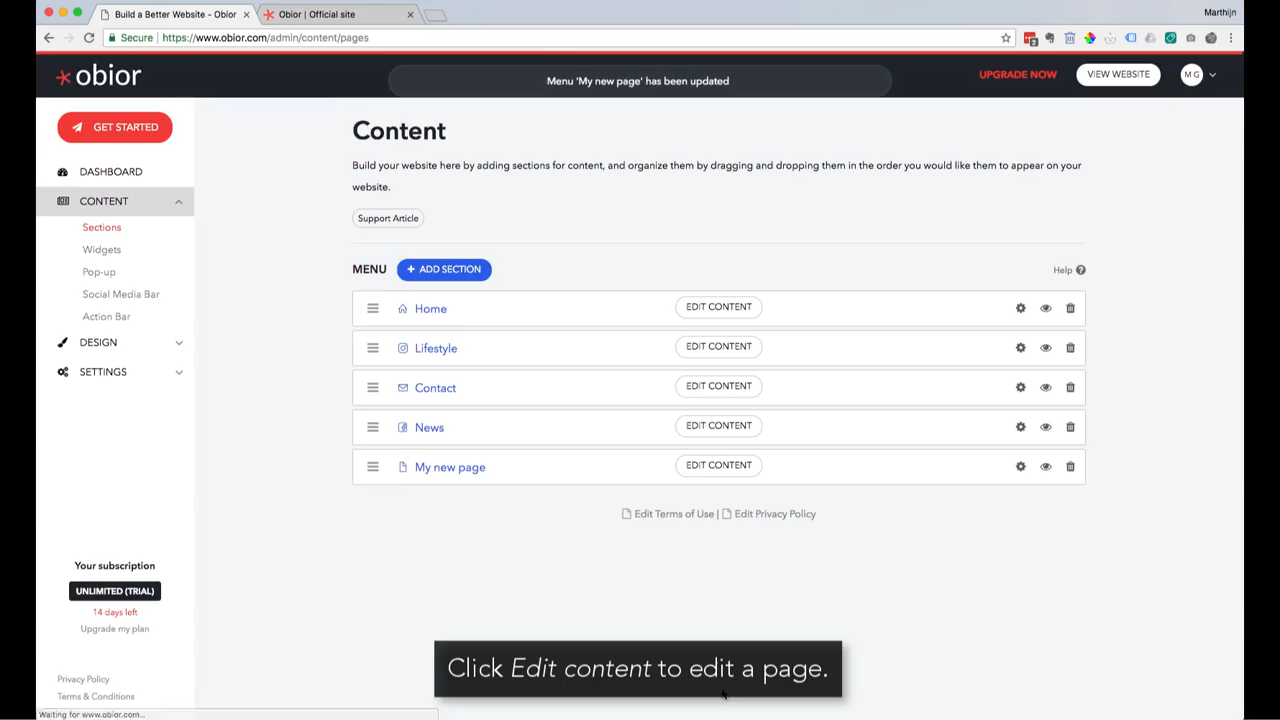 Build a Better Website - Obior
Obior | Official site
Marthijn
Secure
https://www.obior.com/admin/content/pages
2
obior
Menu 'My new page' has been updated
UPGRADE NOW
VIEW WEBSITE
M G
GET STARTED
DASHBOARD
CONTENT
Sections
Widgets
Pop-up
Social Media Bar
Action Bar
DESIGN
SETTINGS
Your subscription
UNLIMITED (TRIAL)
14 days left
Upgrade my plan
Privacy Policy
Terms & Conditions
Content
Build your website here by adding sections for content, and organize them by dragging and dropping them in the order you would like them to appear on your
website.
Support Article
MENU
+ ADD SECTION
Help ?
Home EDIT CONTENT
Lifestyle EDIT CONTENT
Contact EDIT CONTENT
News EDIT CONTENT
My new page EDIT CONTENT
Edit Terms of Use | Edit Privacy Policy
Click Edit content to edit a page.
Waiting for www.obior.com...